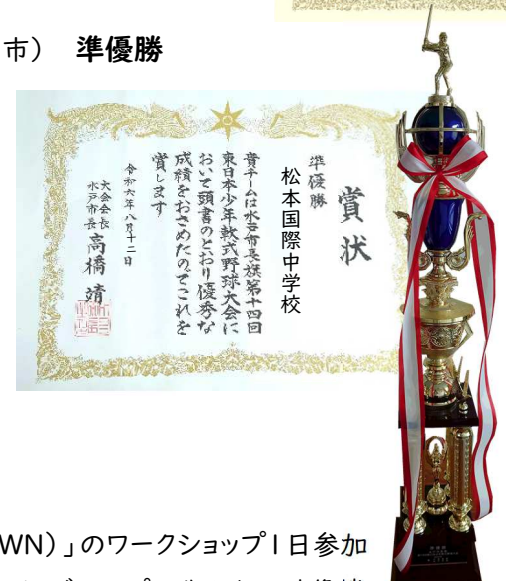 市） 準優勝
賞状
準優勝
松本国際中学校
貴チームは水戸市長旗第十四回
東日本少年軟式野球大会に
おいて頭書のとおり優秀な
成績をおさめたのでこれを
賞します
令和六年八月十二日
大会会長
水戸市長 高橋 靖
WN）」のワークショップ1日参加